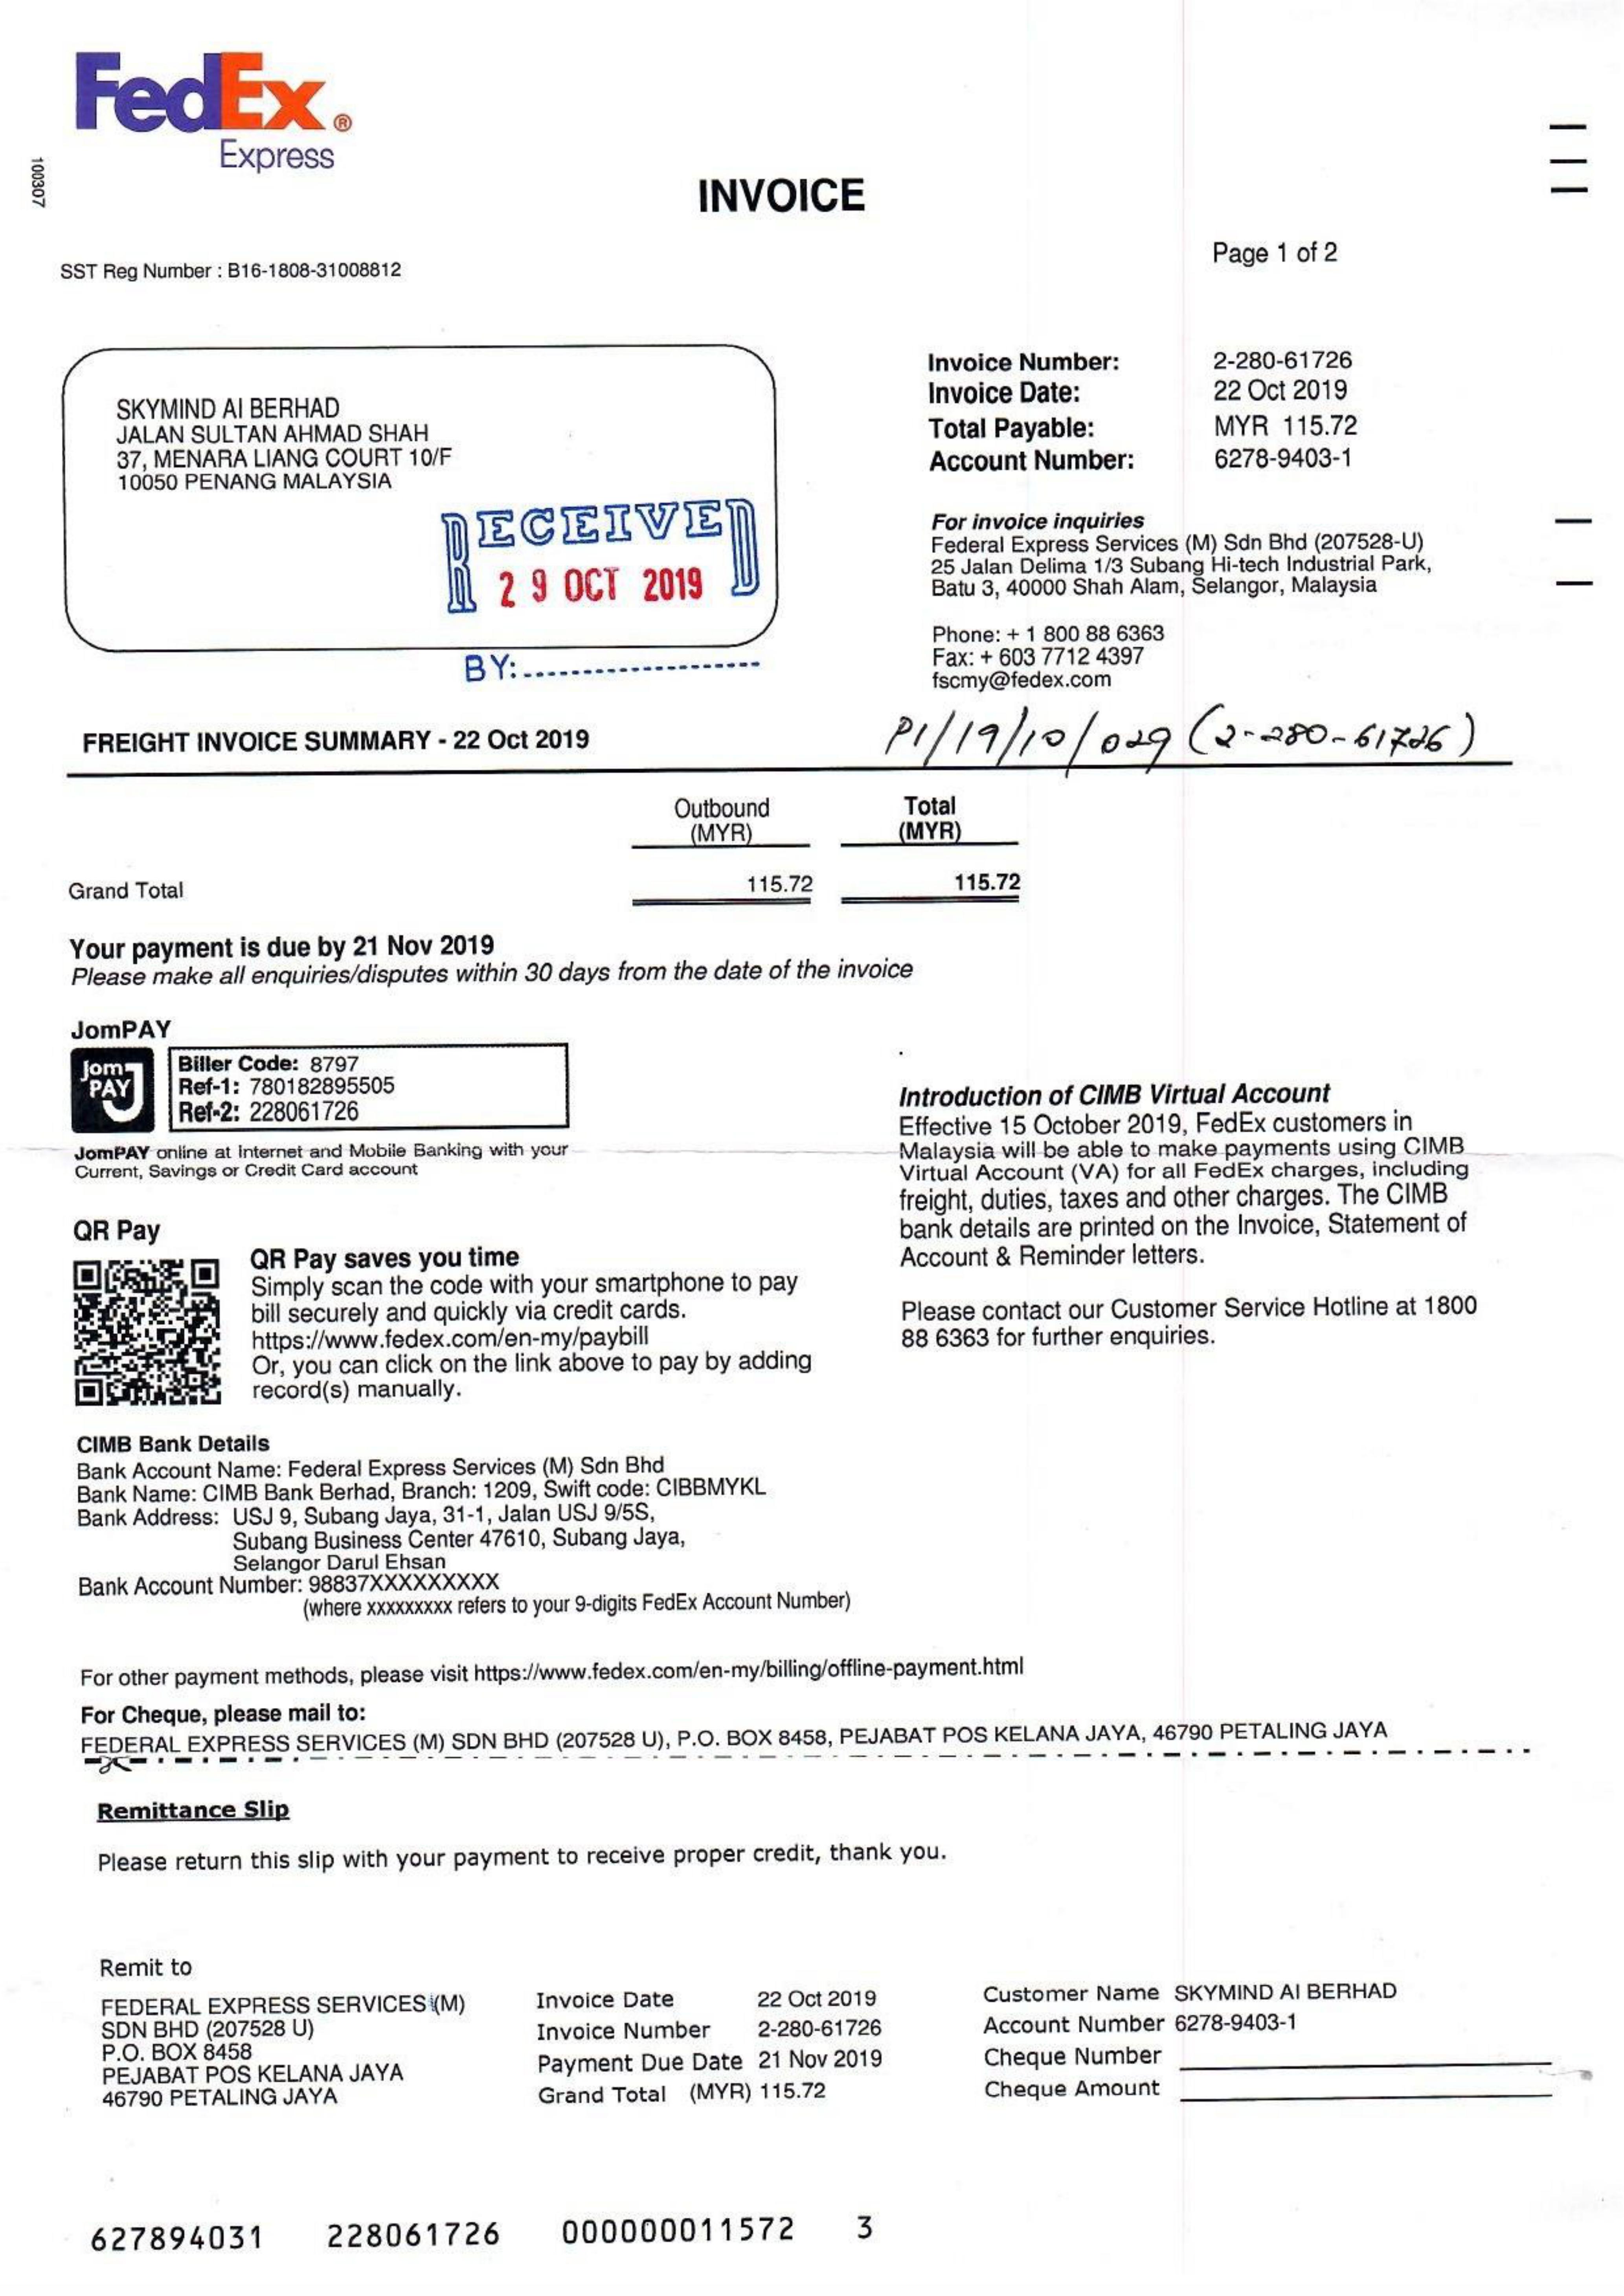 FedEx®
Express
100307
INVOICE
Page 1 of 2
SST Reg Number : B16-1808-31008812
SKYMIND AI BERHAD
JALAN SULTAN AHMAD SHAH
37, MENARA LIANG COURT 10/F
10050 PENANG MALAYSIA
RECEIVED
29 OCT 2019
BY:
Invoice Number: 2-280-61726
Invoice Date: 22 Oct 2019
Total Payable: MYR 115.72
Account Number: 6278-9403-1
For invoice inquiries
Federal Express Services (M) Sdn Bhd (207528-U)
25 Jalan Delima 1/3 Subang Hi-tech Industrial Park,
Batu 3, 40000 Shah Alam, Selangor, Malaysia
Phone: + 1 800 88 6363
Fax: + 603 7712 4397
fscmy@fedex.com
FREIGHT INVOICE SUMMARY - 22 Oct 2019
PI/19/10/029 (2-280-61726)
Outbound Total
(MYR) (MYR)
Grand Total 115.72 115.72
Your payment is due by 21 Nov 2019
Please make all enquiries/disputes within 30 days from the date of the invoice
JomPAY
Jom
PAY
Biller Code: 8797
Ref-1: 780182895505
Ref-2: 228061726
JomPAY online at Internet and Mobile Banking with your
Current, Savings or Credit Card account
Introduction of CIMB Virtual Account
Effective 15 October 2019, FedEx customers in
Malaysia will be able to make payments using CIMB
Virtual Account (VA) for all FedEx charges, including
freight, duties, taxes and other charges. The CIMB
bank details are printed on the Invoice, Statement of
Account & Reminder letters.
Please contact our Customer Service Hotline at 1800
88 6363 for further enquiries.
QR Pay
QR Pay saves you time
Simply scan the code with your smartphone to pay
bill securely and quickly via credit cards.
https://www.fedex.com/en-my/paybill
Or, you can click on the link above to pay by adding
record(s) manually.
CIMB Bank Details
Bank Account Name: Federal Express Services (M) Sdn Bhd
Bank Name: CIMB Bank Berhad, Branch: 1209, Swift code: CIBBMYKL
Bank Address: USJ 9, Subang Jaya, 31-1, Jalan USJ 9/5S,
Subang Business Center 47610, Subang Jaya,
Selangor Darul Ehsan
Bank Account Number: 98837XXXXXXXXX
(where xxxxxxxxx refers to your 9-digits FedEx Account Number)
For other payment methods, please visit https://www.fedex.com/en-my/billing/offline-payment.html
For Cheque, please mail to:
FEDERAL EXPRESS SERVICES (M) SDN BHD (207528 U), P.O. BOX 8458, PEJABAT POS KELANA JAYA, 46790 PETALING JAYA
Remittance Slip
Please return this slip with your payment to receive proper credit, thank you.
Remit to
FEDERAL EXPRESS SERVICES (M)
SDN BHD (207528 U)
P.O. BOX 8458
PEJABAT POS KELANA JAYA
46790 PETALING JAYA
Invoice Date 22 Oct 2019
Invoice Number 2-280-61726
Payment Due Date 21 Nov 2019
Grand Total (MYR) 115.72
Customer Name SKYMIND AI BERHAD
Account Number 6278-9403-1
Cheque Number
Cheque Amount
627894031 228061726 000000011572 3